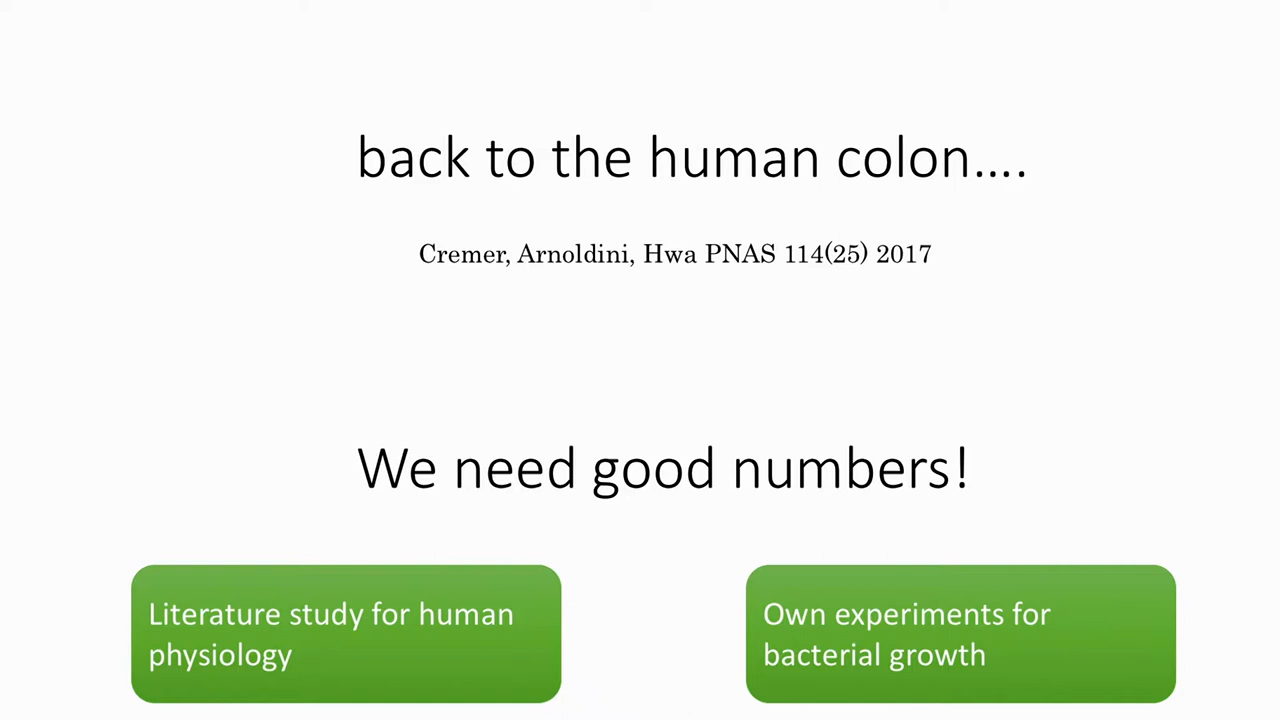 back to the human colon....
Cremer, Arnoldini, Hwa PNAS 114(25) 2017
We need good numbers!
Literature study for human
physiology
Own experiments for
bacterial growth